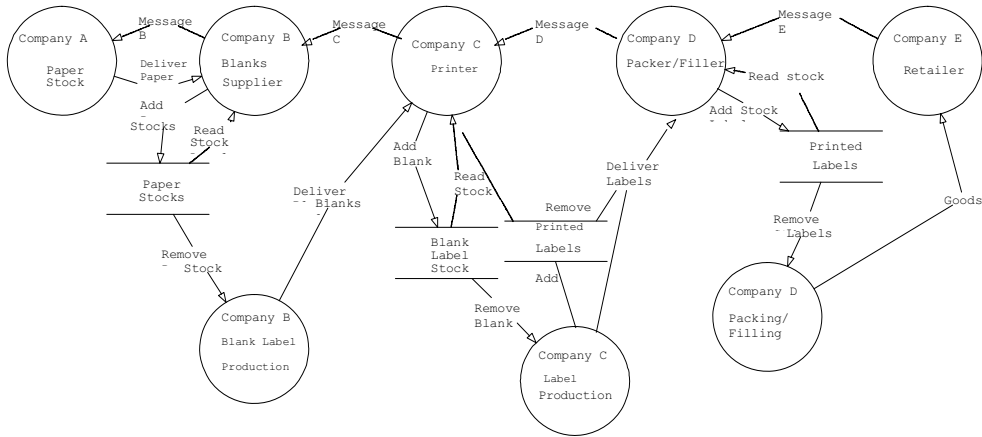 Company A
Paper
Stock
Message
B
Deliver
Paper
Company B
Blanks
Supplier
Add
Stocks
Read
Stock
Paper
Stocks
Remove
Stock
Company B
Blank Label
Production
Message
C
Deliver
Blanks
Company C
Printer
Add
Blank
Read
Stock
Blank
Label
Stock
Remove
Blank
Remove
Printed
Labels
Add
Company C
Label
Production
Message
D
Deliver
Labels
Company D
Packer/Filler
Message
E
Read stock
Add Stock
Printed
Labels
Remove
Labels
Company D
Packing/
Filling
Company E
Retailer
Goods